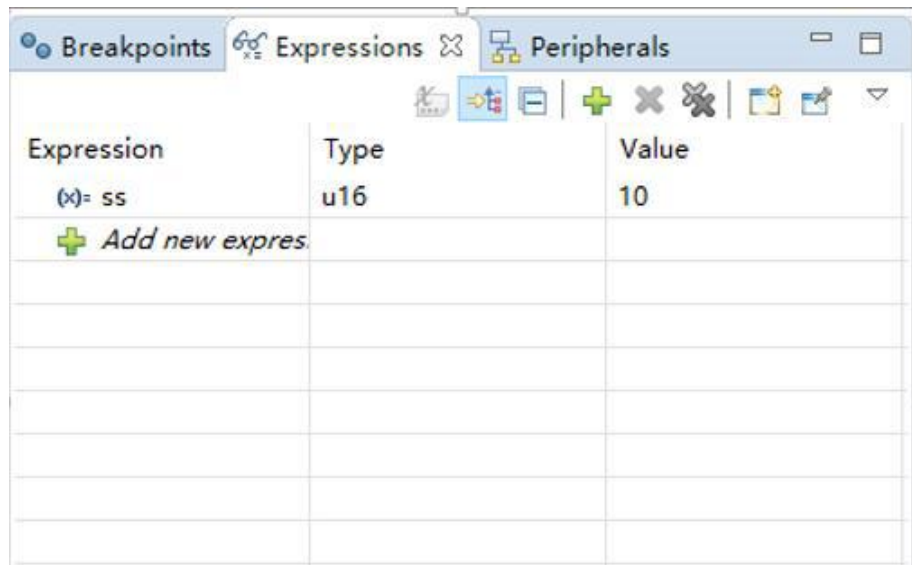 Breakpoints Expressions Peripherals
Expression Type Value
(x)= ss u16 10
Add new expres